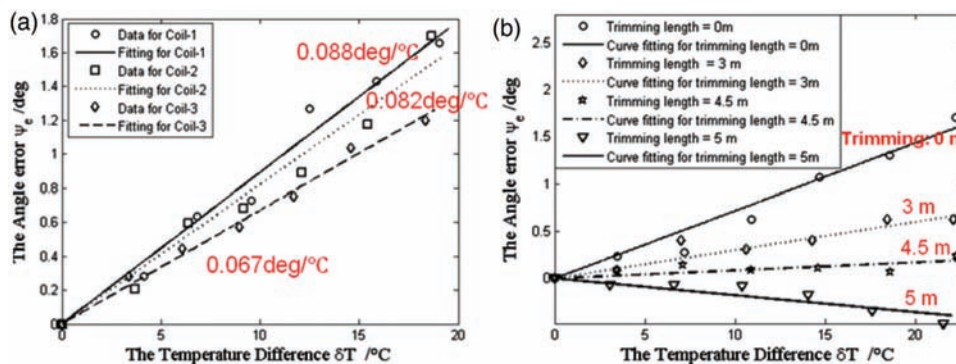 (a)
1.8
1.6
1.4
1.2
1
0.8
0.6
0.4
0.2
0
The Angle error ψe /deg
Data for Coil-1
Fitting for Coil-1
Data for Coil-2
Fitting for Coil-2
Data for Coil-3
Fitting for Coil-3
0.088deg/°C
0.082deg/°C
0.067deg/°C
0
5
10
15
20
The Temperature Difference δT /°C
(b)
2.5
2
1.5
1
0.5
0
The Angle error ψe /deg
Trimming length = 0m
Curve fitting for trimming length = 0m
Trimming length = 3 m
Curve fitting for trimming length = 3m
Trimming length = 4.5 m
Curve fitting for trimming length = 4.5 m
Trimming length = 5 m
Curve fitting for trimming length = 5m
Trimming: 0 m
3 m
4.5 m
5 m
0
5
10
15
20
The Temperature Difference δT /°C